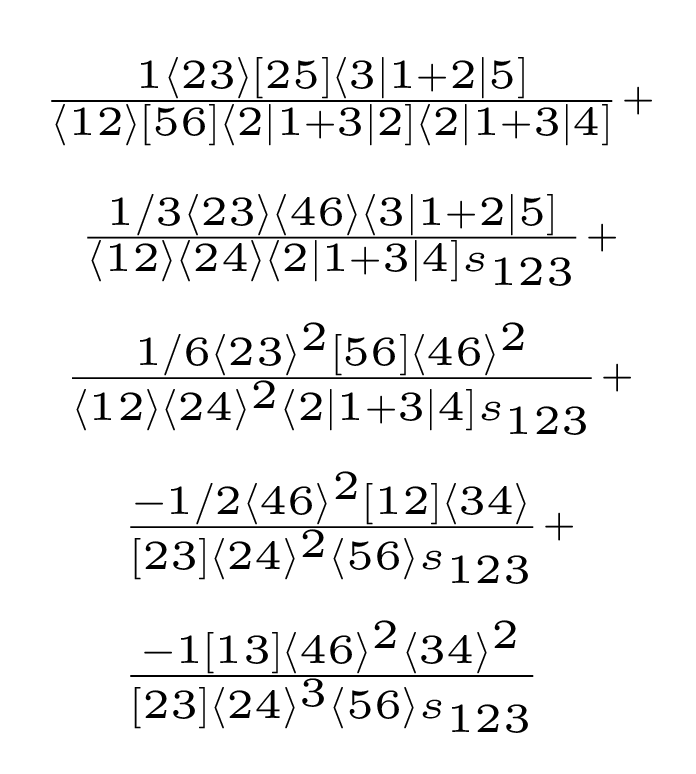 1⟨23⟩[25]⟨3|1+2|5]
⟨12⟩[56]⟨2|1+3|2]⟨2|1+3|4] +
1/3⟨23⟩⟨46⟩⟨3|1+2|5]
⟨12⟩⟨24⟩⟨2|1+3|4]s₁₂₃ +
1/6⟨23⟩²[56]⟨46⟩²
⟨12⟩⟨24⟩²⟨2|1+3|4]s₁₂₃ +
−1/2⟨46⟩²[12]⟨34⟩
[23]⟨24⟩²⟨56⟩s₁₂₃ +
−1[13]⟨46⟩²⟨34⟩²
[23]⟨24⟩³⟨56⟩s₁₂₃